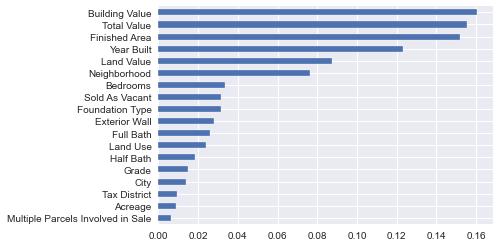 Building Value
Total Value
Finished Area
Year Built
Land Value
Neighborhood
Bedrooms
Sold As Vacant
Foundation Type
Exterior Wall
Full Bath
Land Use
Half Bath
Grade
City
Tax District
Acreage
Multiple Parcels Involved in Sale
0.00 0.02 0.04 0.06 0.08 0.10 0.12 0.14 0.16